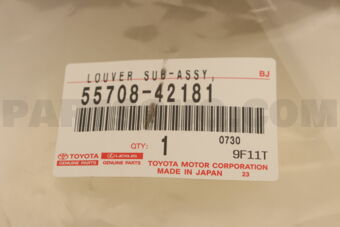 LOUVER SUB-ASSY,
BJ
55708-42181
QTY: 1
0730
9F11T
TOYOTA LEXUS
GENUINE PARTS GENUINE PARTS
TOYOTA MOTOR CORPORATION
MADE IN JAPAN 23